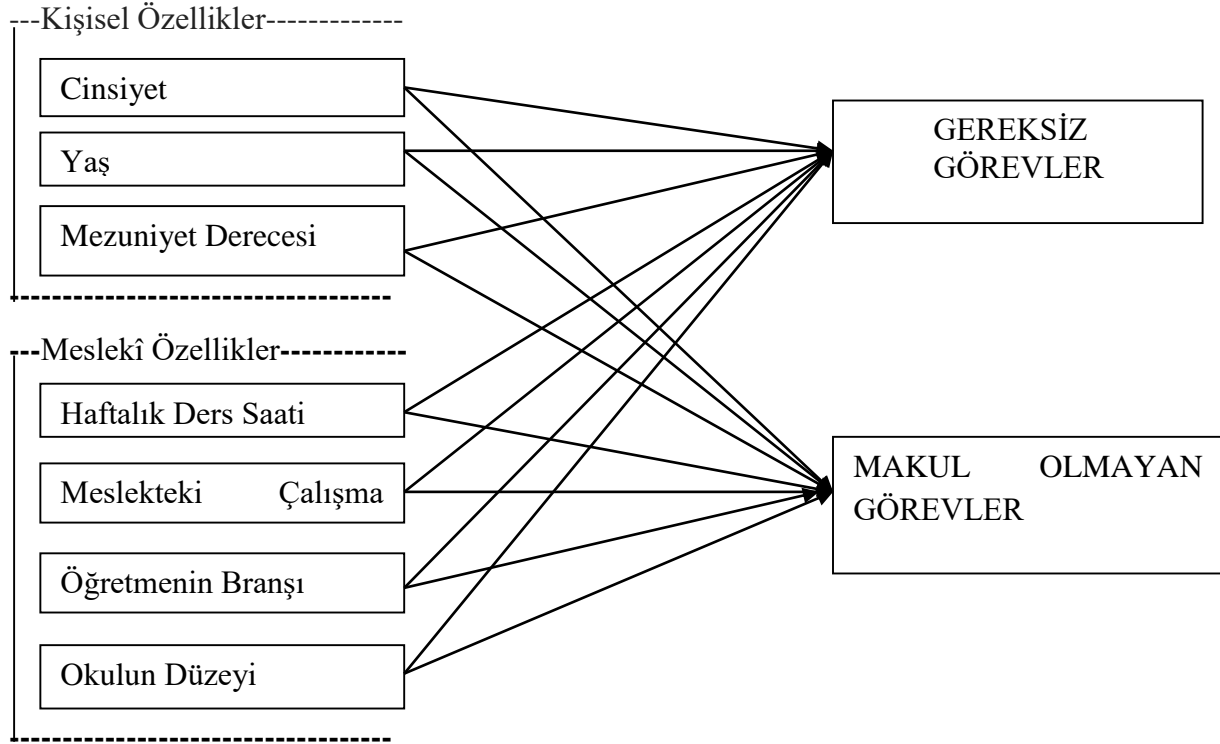 ---Kişisel Özellikler-------------
Cinsiyet
Yaş
Mezuniyet Derecesi
---Meslekî Özellikler---------
Haftalık Ders Saati
Meslekteki Çalışma
Öğretmenin Branşı
Okulun Düzeyi
GEREKSİZ
GÖREVLER
MAKUL OLMAYAN
GÖREVLER